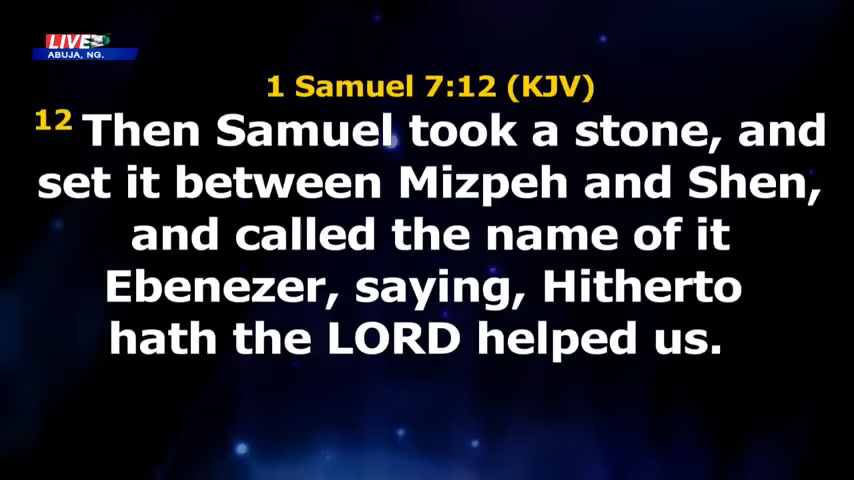 LIVE
ABUJA, NG.
1 Samuel 7:12 (KJV)
12 Then Samuel took a stone, and
set it between Mizpeh and Shen,
and called the name of it
Ebenezer, saying, Hitherto
hath the LORD helped us.